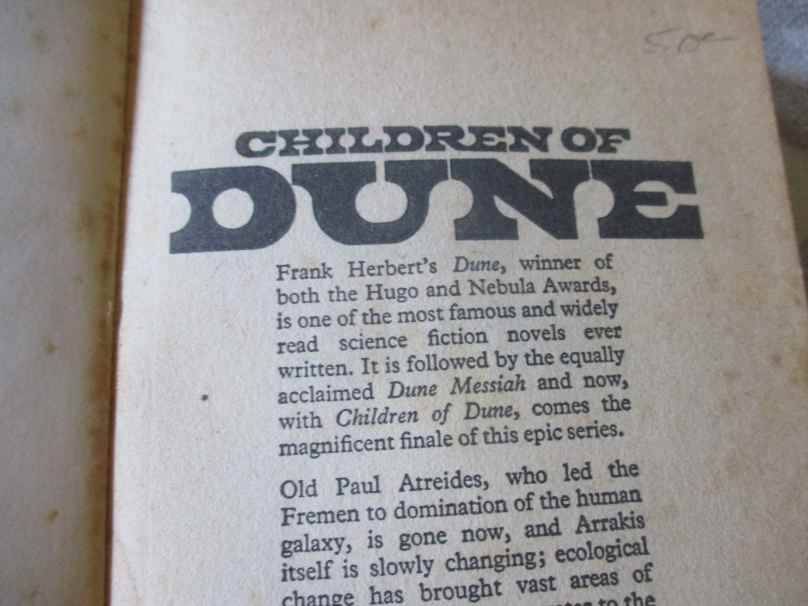 5.00
CHILDREN OF
DUNE
Frank Herbert's Dune, winner of
both the Hugo and Nebula Awards,
is one of the most famous and widely
read science fiction novels ever
written. It is followed by the equally
acclaimed Dune Messiah and now,
with Children of Dune, comes the
magnificent finale of this epic series.
Old Paul Atreides, who led the
Fremen to domination of the human
galaxy, is gone now, and Arrakis
itself is slowly changing; ecological
change has brought vast areas of
to the